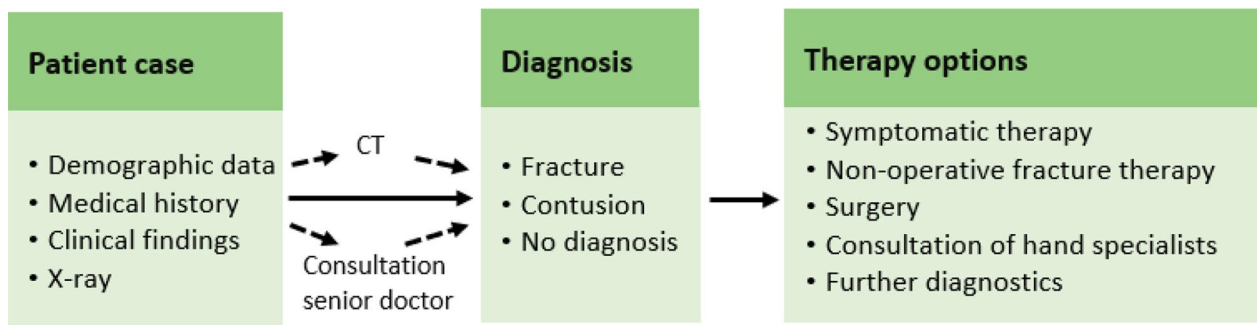 Patient case
• Demographic data
• Medical history
• Clinical findings
• X-ray
CT
Consultation
senior doctor
Diagnosis
• Fracture
• Contusion
• No diagnosis
Therapy options
• Symptomatic therapy
• Non-operative fracture therapy
• Surgery
• Consultation of hand specialists
• Further diagnostics